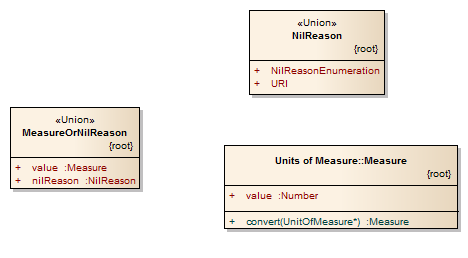 «Union»
NilReason
{root}
+ NilReasonEnumeration
+ URI
«Union»
MeasureOrNilReason
{root}
+ value :Measure
+ nilReason :NilReason
Units of Measure::Measure
{root}
+ value :Number
+ convert(UnitOfMeasure*) :Measure